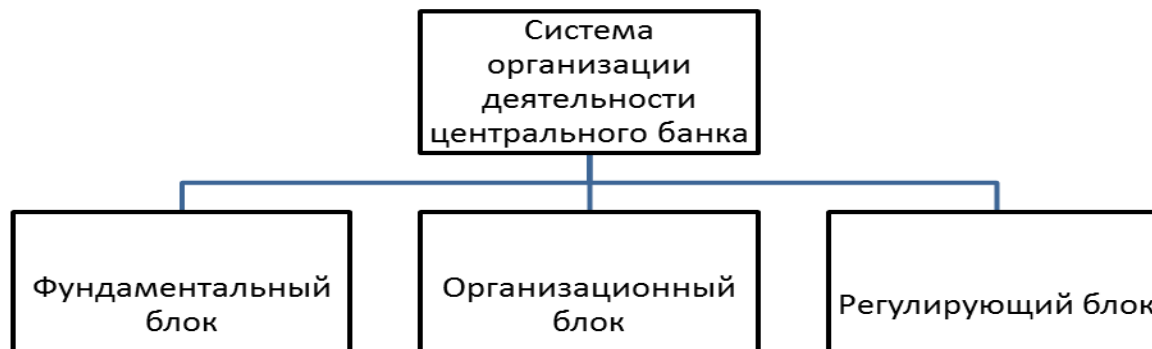 Система
организации
деятельности
центрального банка
Фундаментальный
блок
Организационный
блок
Регулирующий блок